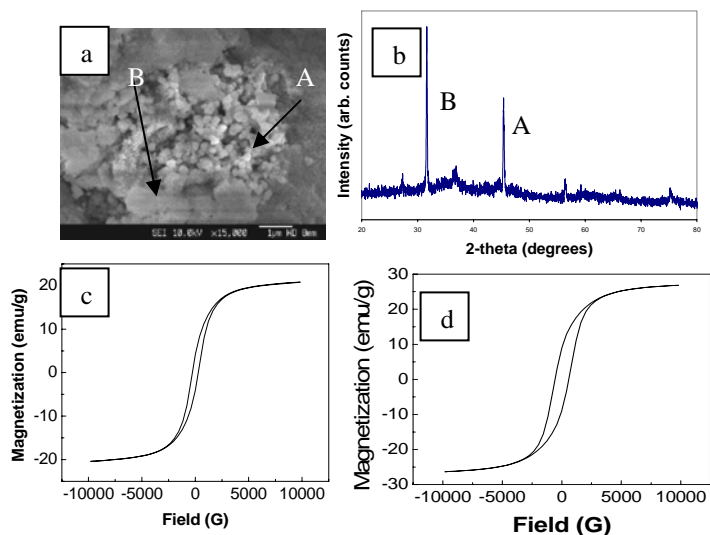 a
B
A
SEI 10.0kV ×15,000 1µm WD 8mm
b
B
A
Intensity (arb. counts)
20 30 40 50 60 70 80
2-theta (degrees)
c
Magnetization (emu/g)
20
10
0
-10
-20
-10000 -5000 0 5000 10000
Field (G)
d
Magnetization (emu/g)
30
20
10
0
-10
-20
-30
-10000 -5000 0 5000 10000
Field (G)